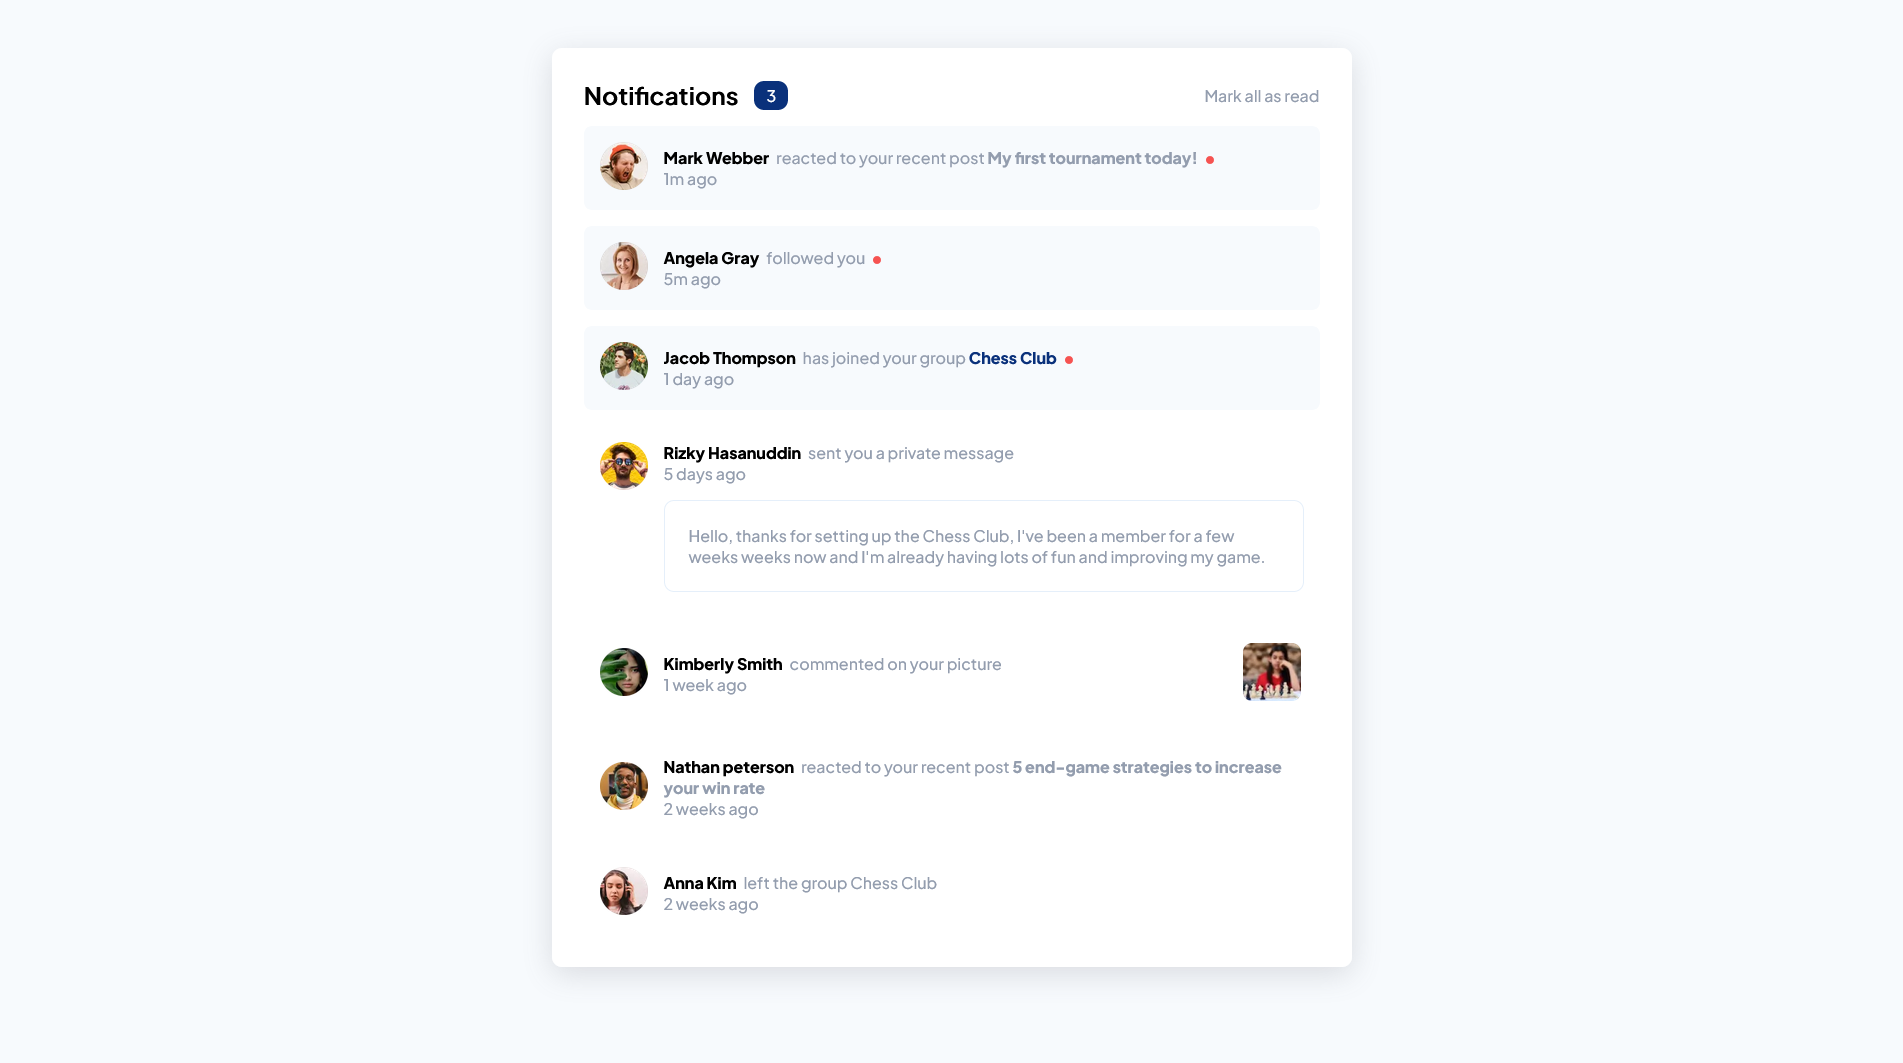 Notifications 3 Mark all as read
Mark Webber reacted to your recent post My first tournament today!
1m ago
Angela Gray followed you
5m ago
Jacob Thompson has joined your group Chess Club
1 day ago
Rizky Hasanuddin sent you a private message
5 days ago
Hello, thanks for setting up the Chess Club, I've been a member for a few
weeks weeks now and I'm already having lots of fun and improving my game.
Kimberly Smith commented on your picture
1 week ago
Nathan peterson reacted to your recent post 5 end-game strategies to increase
your win rate
2 weeks ago
Anna Kim left the group Chess Club
2 weeks ago